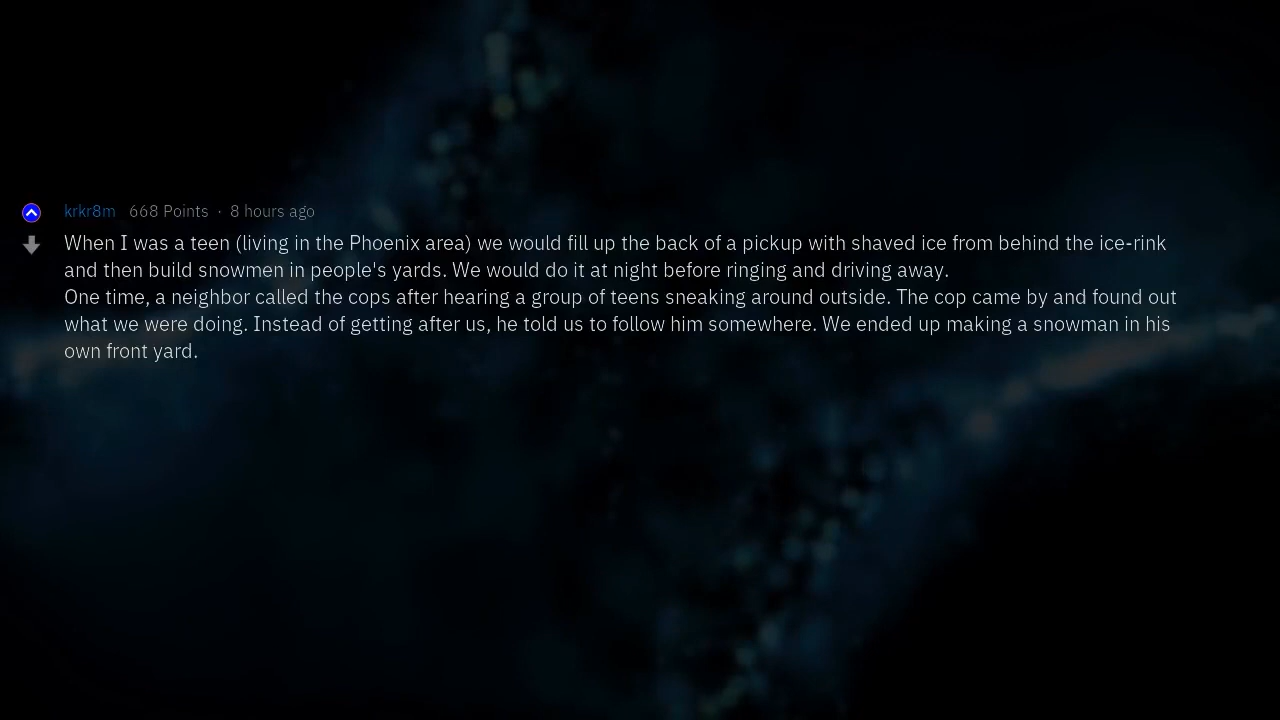 krkr8m 668 Points · 8 hours ago
When I was a teen (living in the Phoenix area) we would fill up the back of a pickup with shaved ice from behind the ice-rink
and then build snowmen in people's yards. We would do it at night before ringing and driving away.
One time, a neighbor called the cops after hearing a group of teens sneaking around outside. The cop came by and found out
what we were doing. Instead of getting after us, he told us to follow him somewhere. We ended up making a snowman in his
own front yard.